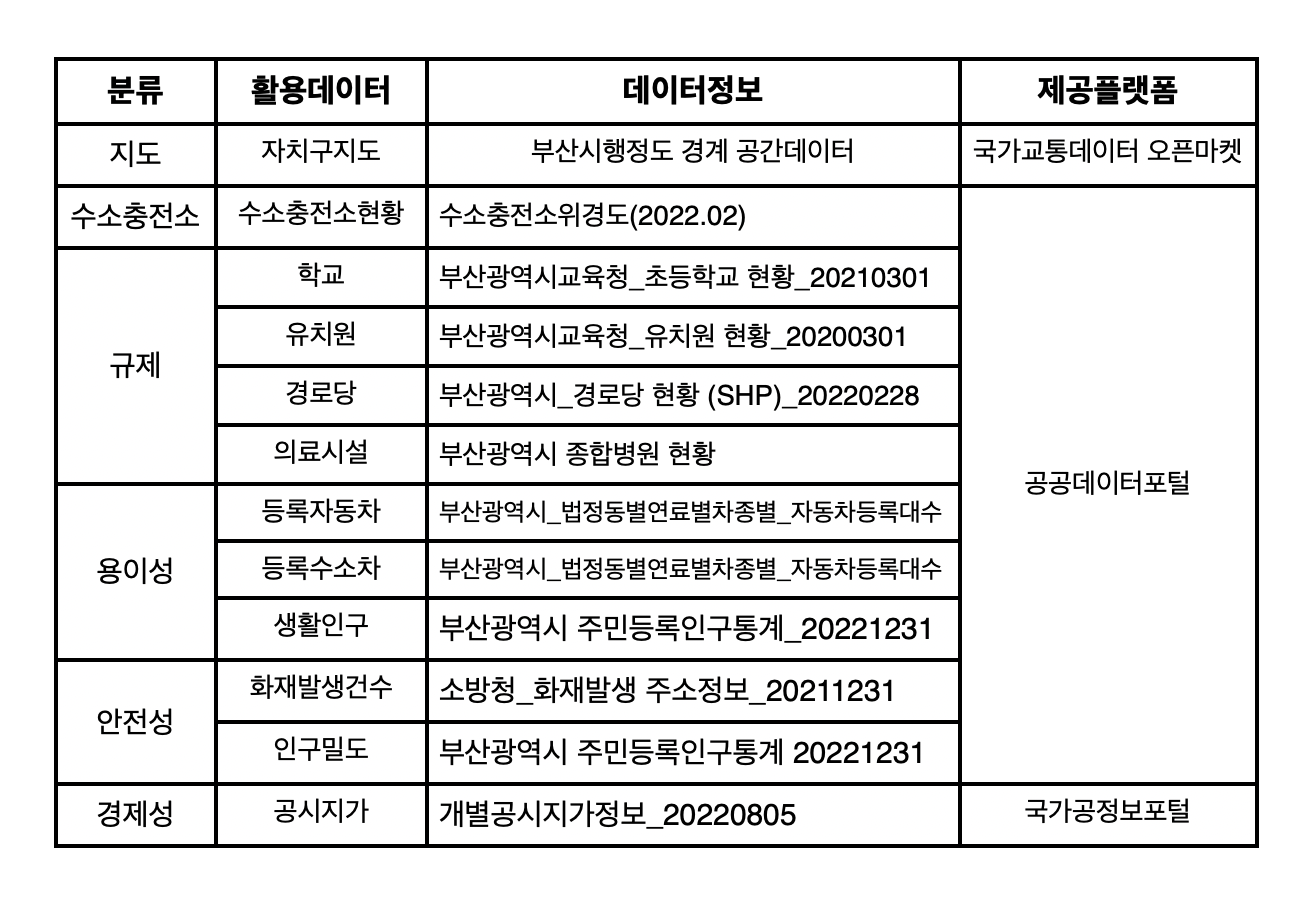 분류 활용데이터 데이터정보 제공플랫폼
지도 자치구지도 부산시행정도 경계 공간데이터 국가교통데이터 오픈마켓
수소충전소 수소충전소현황 수소충전소위경도(2022.02)
학교 부산광역시교육청_초등학교 현황_20210301
유치원 부산광역시교육청_유치원 현황_20200301
규제
경로당 부산광역시_경로당 현황 (SHP)_20220228
의료시설 부산광역시 종합병원 현황
공공데이터포털
등록자동차 부산광역시_법정동별연료별차종별_자동차등록대수
용이성 등록수소차 부산광역시_법정동별연료별차종별_자동차등록대수
생활인구 부산광역시 주민등록인구통계_20221231
화재발생건수 소방청_화재발생 주소정보_20211231
안전성
인구밀도 부산광역시 주민등록인구통계 20221231
경제성 공시지가 개별공시지가정보_20220805 국가공정보포털